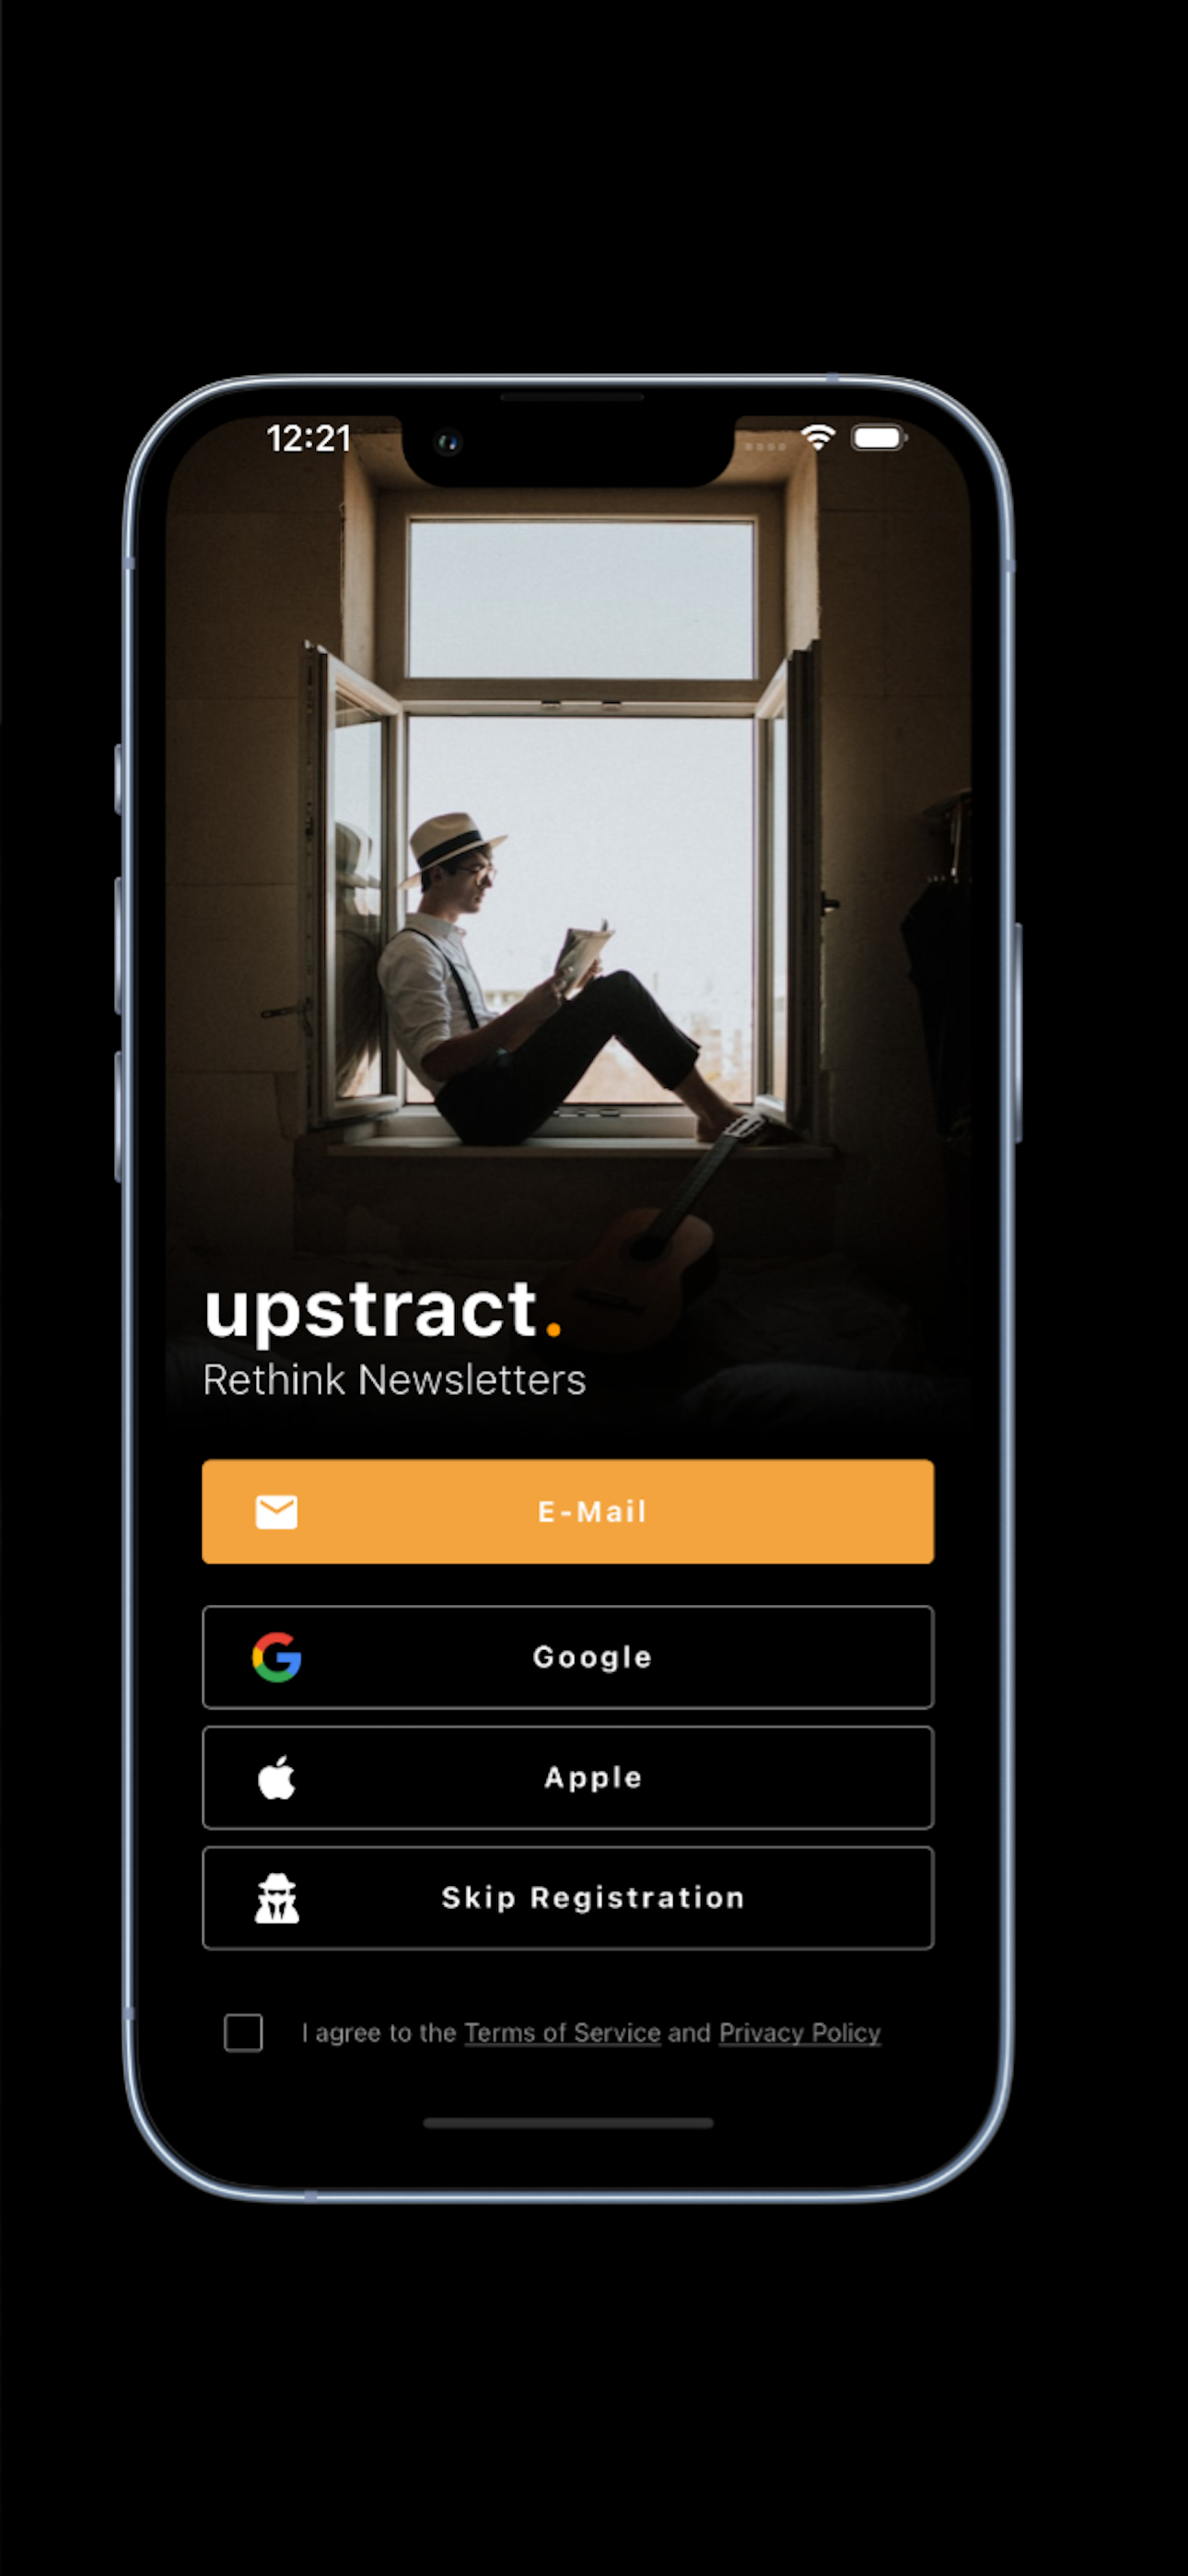 12:21
upstract.
Rethink Newsletters
E-Mail
Google
Apple
Skip Registration
I agree to the Terms of Service and Privacy Policy